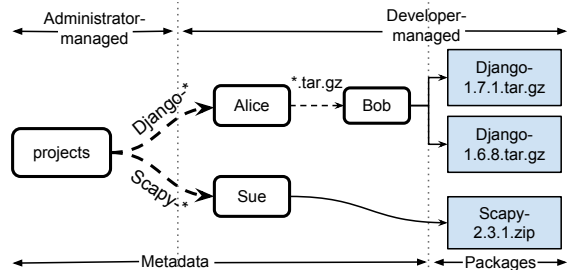 Administrator-
managed
Developer-
managed
Django-*
Alice
*.tar.gz
Bob
Django-
1.7.1.tar.gz
Django-
1.6.8.tar.gz
projects
Scapy-*
Sue
Scapy-
2.3.1.zip
Metadata
Packages